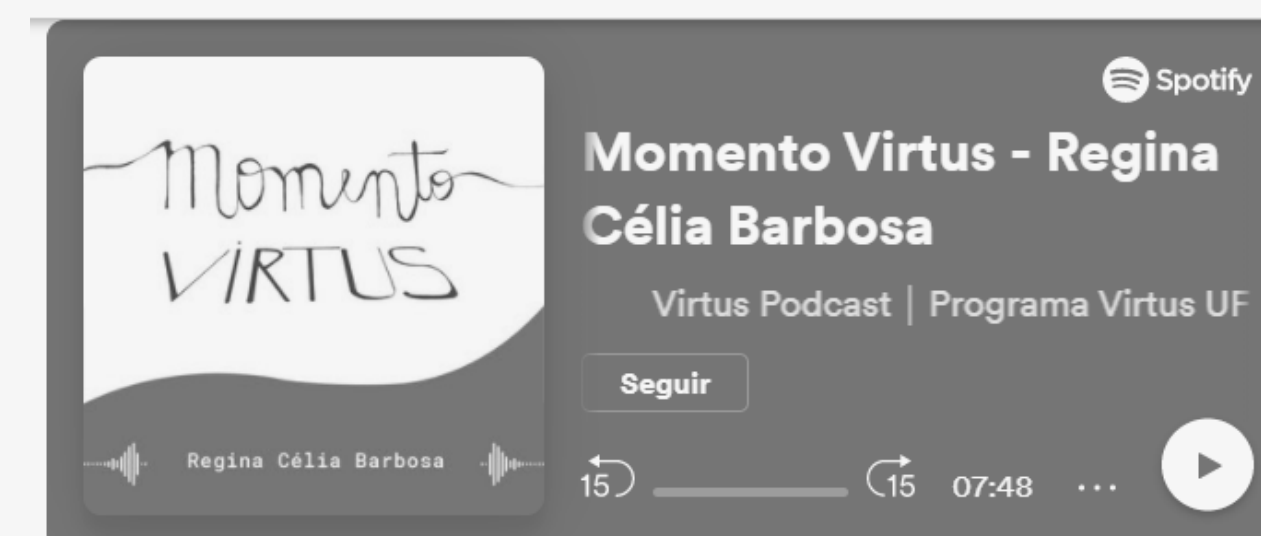 Momento
VIRTUS
Regina Célia Barbosa
Spotify
Momento Virtus - Regina
Célia Barbosa
Virtus Podcast | Programa Virtus UF
Seguir
15
15 07:48